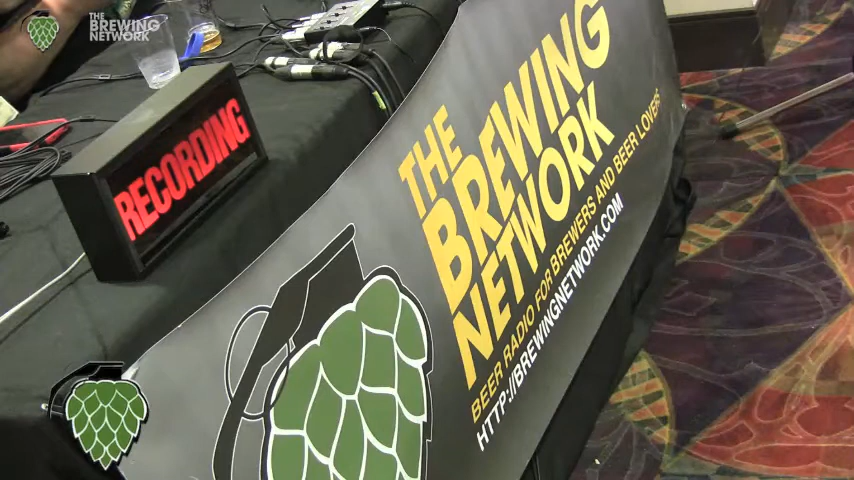 THE
BREWING
NETWORK
RECORDING
THE
BREWING
NETWORK
BEER RADIO FOR BREWERS AND BEER LOVERS
HTTP://BREWINGNETWORK.COM